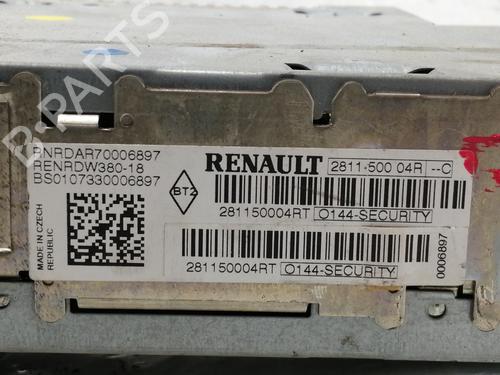 BNRDAR70006897
RENRDW380-18
BS0107330006897
MADE IN CZECH
REPUBLIC
BT2
RENAULT 2811-500 04R --C
281150004RT O144-SECURITY
281150004RT O144-SECURITY
0006897
B-PARTS